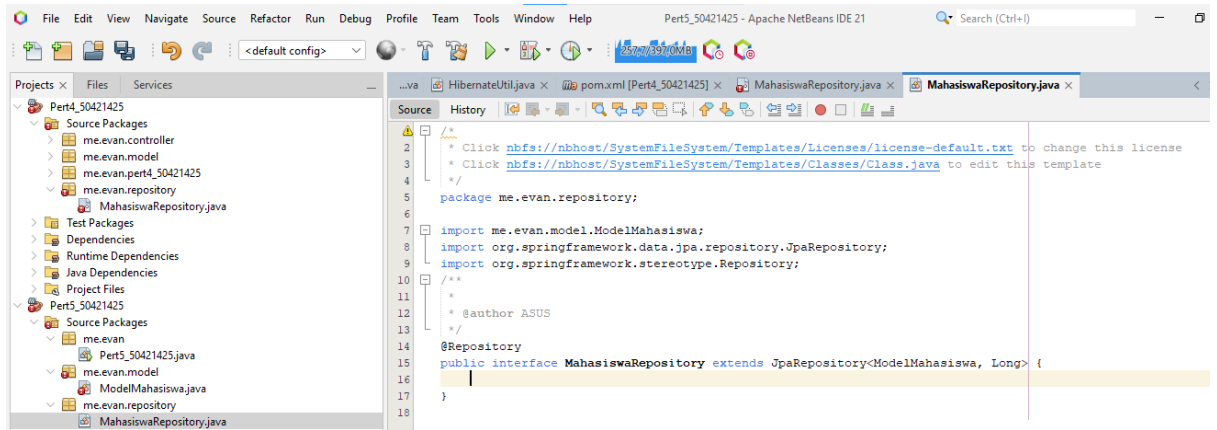 File Edit View Navigate Source Refactor Run Debug Profile Team Tools Window Help Pert5_50421425 - Apache NetBeans IDE 21 Search (Ctrl+I)
<default config> 257,7/397,0MB
Projects Files Services
Pert4_50421425
Source Packages
me.evan.controller
me.evan.model
me.evan.pert4_50421425
me.evan.repository
MahasiswaRepository.java
Test Packages
Dependencies
Runtime Dependencies
Java Dependencies
Project Files
Pert5_50421425
Source Packages
me.evan
Pert5_50421425.java
me.evan.model
ModelMahasiswa.java
me.evan.repository
MahasiswaRepository.java
...va HibernateUtil.java pom.xml [Pert4_50421425] MahasiswaRepository.java MahasiswaRepository.java
Source History
/*
2 * Click nbfs://nbhost/SystemFileSystem/Templates/Licenses/license-default.txt to change this license
3 * Click nbfs://nbhost/SystemFileSystem/Templates/Classes/Class.java to edit this template
4 */
5 package me.evan.repository;
6
7 import me.evan.model.ModelMahasiswa;
8 import org.springframework.data.jpa.repository.JpaRepository;
9 import org.springframework.stereotype.Repository;
10 /**
11 *
12 * @author ASUS
13 */
14 @Repository
15 public interface MahasiswaRepository extends JpaRepository<ModelMahasiswa, Long> {
16
17 }
18